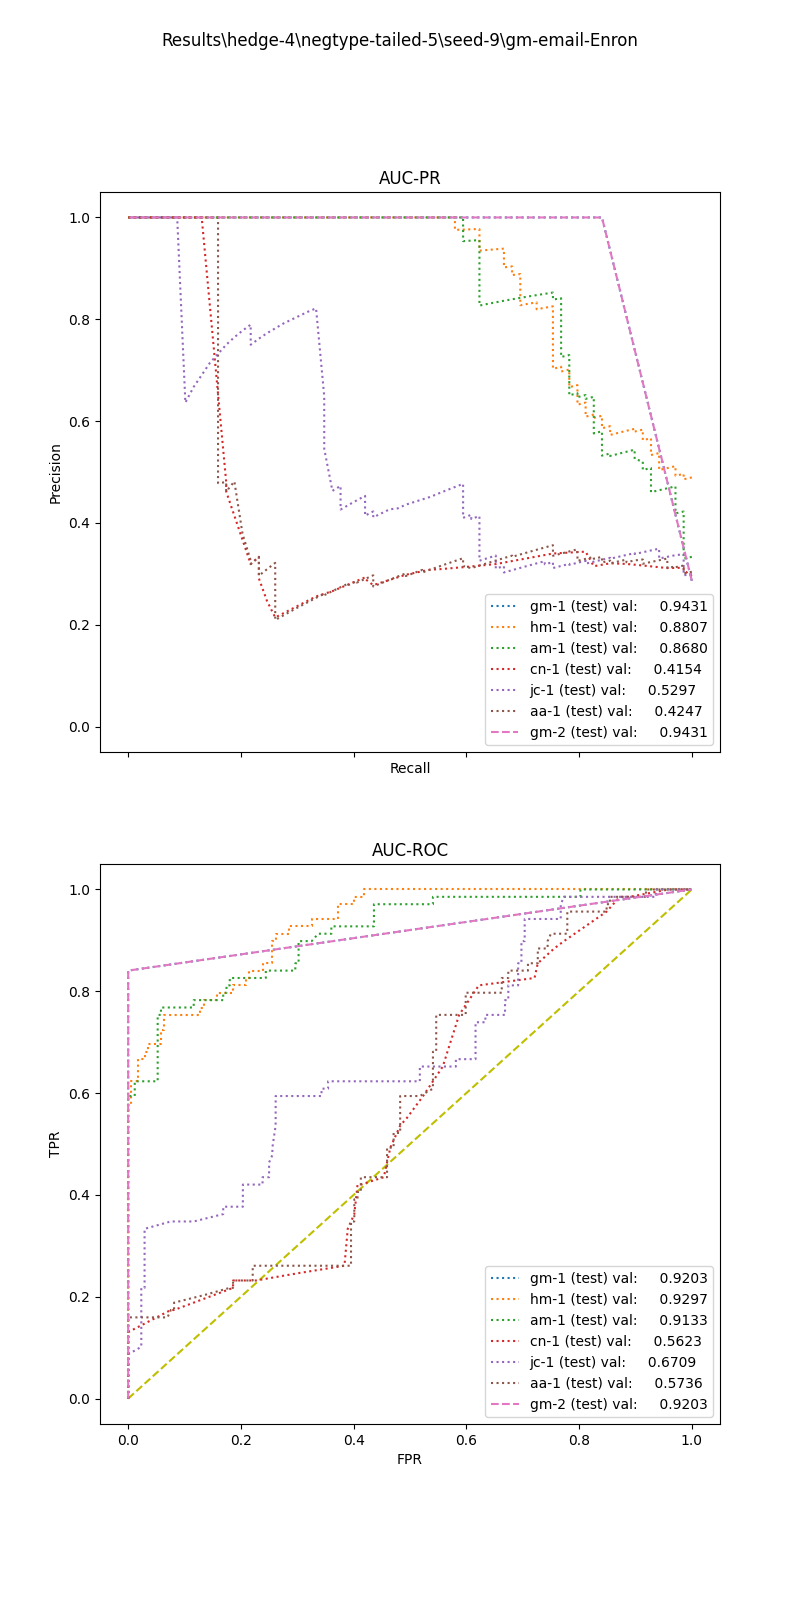 Results\hedge-4\negtype-tailed-5\seed-9\gm-email-Enron
AUC-PR
1.0
0.8
0.6
0.4
0.2
0.0
Precision
Recall
gm-1 (test) val: 0.9431
hm-1 (test) val: 0.8807
am-1 (test) val: 0.8680
cn-1 (test) val: 0.4154
jc-1 (test) val: 0.5297
aa-1 (test) val: 0.4247
gm-2 (test) val: 0.9431
AUC-ROC
1.0
0.8
0.6
0.4
0.2
0.0
TPR
gm-1 (test) val: 0.9203
hm-1 (test) val: 0.9297
am-1 (test) val: 0.9133
cn-1 (test) val: 0.5623
jc-1 (test) val: 0.6709
aa-1 (test) val: 0.5736
gm-2 (test) val: 0.9203
0.0 0.2 0.4 0.6 0.8 1.0
FPR